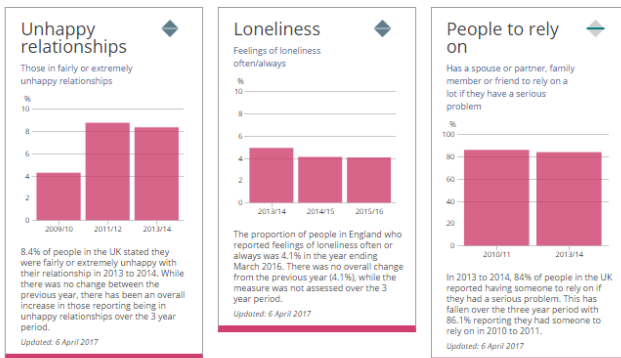 Unhappy
relationships
Those in fairly or extremely
unhappy relationships
%
10
8
6
4
2
0
2009/10
2011/12
2013/14
8.4% of people in the UK stated they
were fairly or extremely unhappy with
their relationship in 2013 to 2014. While
there was no change between the
previous year, there has been an overall
increase in those reporting being in
unhappy relationships over the 3 year
period.
Updated: 6 April 2017
Loneliness
Feelings of loneliness
often/always
%
10
8
6
4
2
0
2013/14
2014/15
2015/16
The proportion of people in England who
reported feelings of loneliness often or
always was 4.1% in the year ending
March 2016. There was no overall change
from the previous year (4.1%), while the
measure was not assessed over the 3
year period.
Updated: 6 April 2017
People to rely
on
Has a spouse or partner, family
member or friend to rely on a
lot if they have a serious
problem
%
100
80
60
40
20
0
2010/11
2013/14
In 2013 to 2014, 84% of people in the UK
reported having someone to rely on if
they had a serious problem. This has
fallen over the three year period with
86.1% reporting they had someone to
rely on in 2010 to 2011.
Updated: 6 April 2017